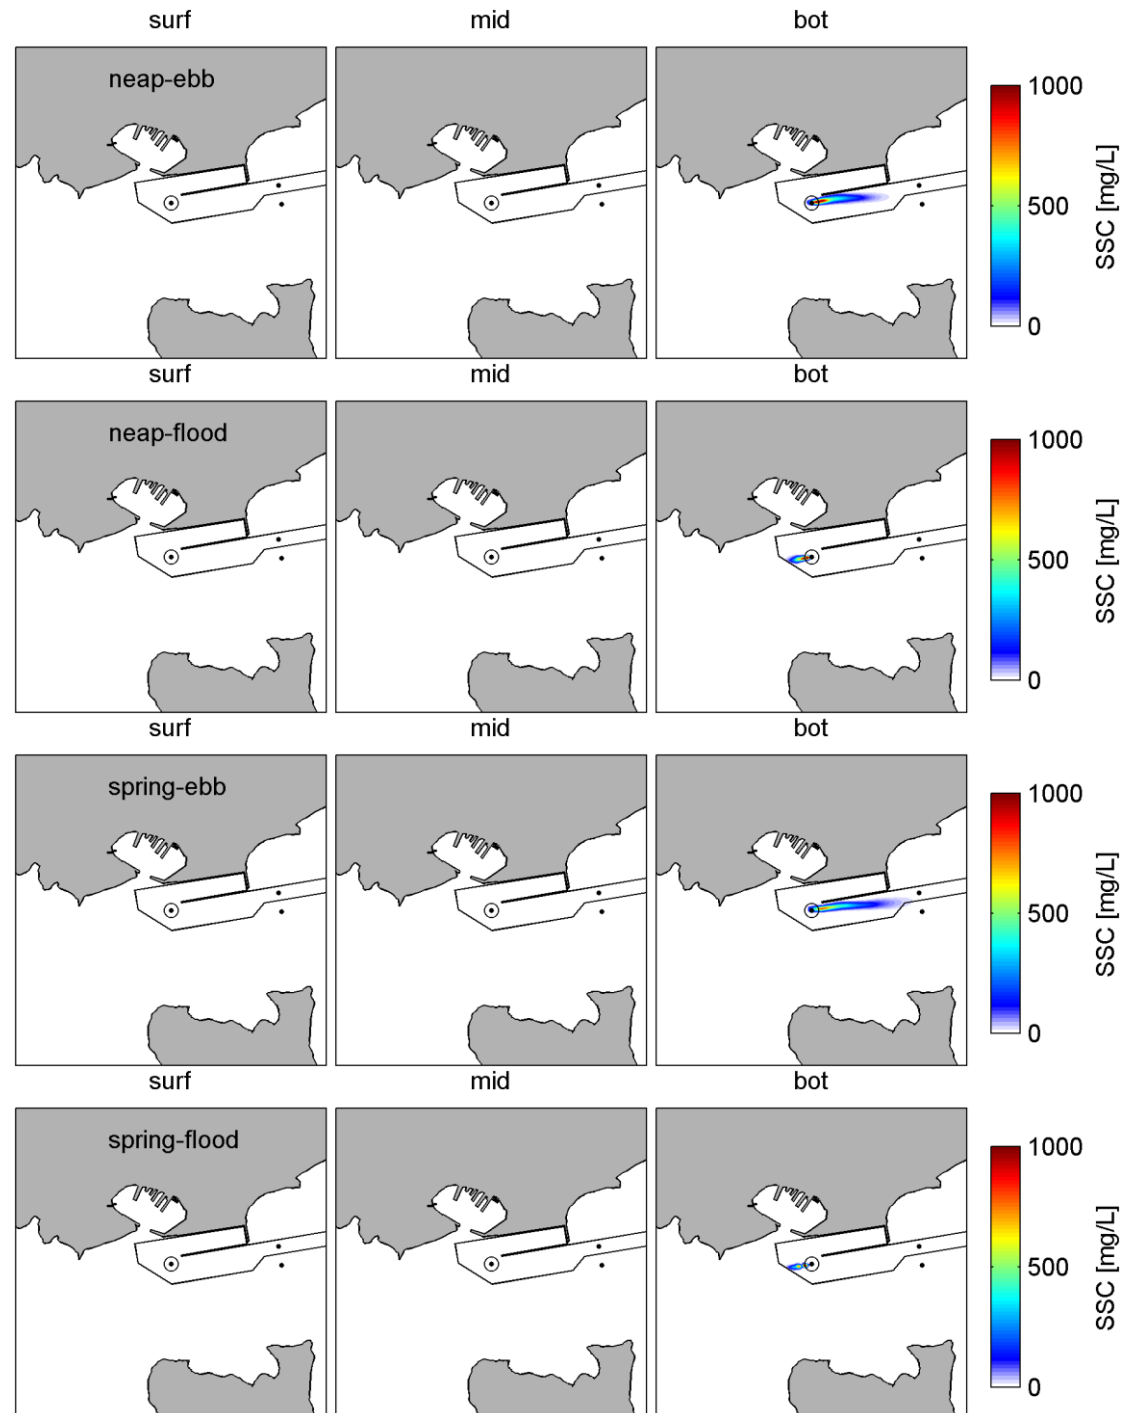 surf mid bot
neap-ebb
1000
500
0
SSC [mg/L]
surf mid bot
neap-flood
1000
500
0
SSC [mg/L]
surf mid bot
spring-ebb
1000
500
0
SSC [mg/L]
surf mid bot
spring-flood
1000
500
0
SSC [mg/L]